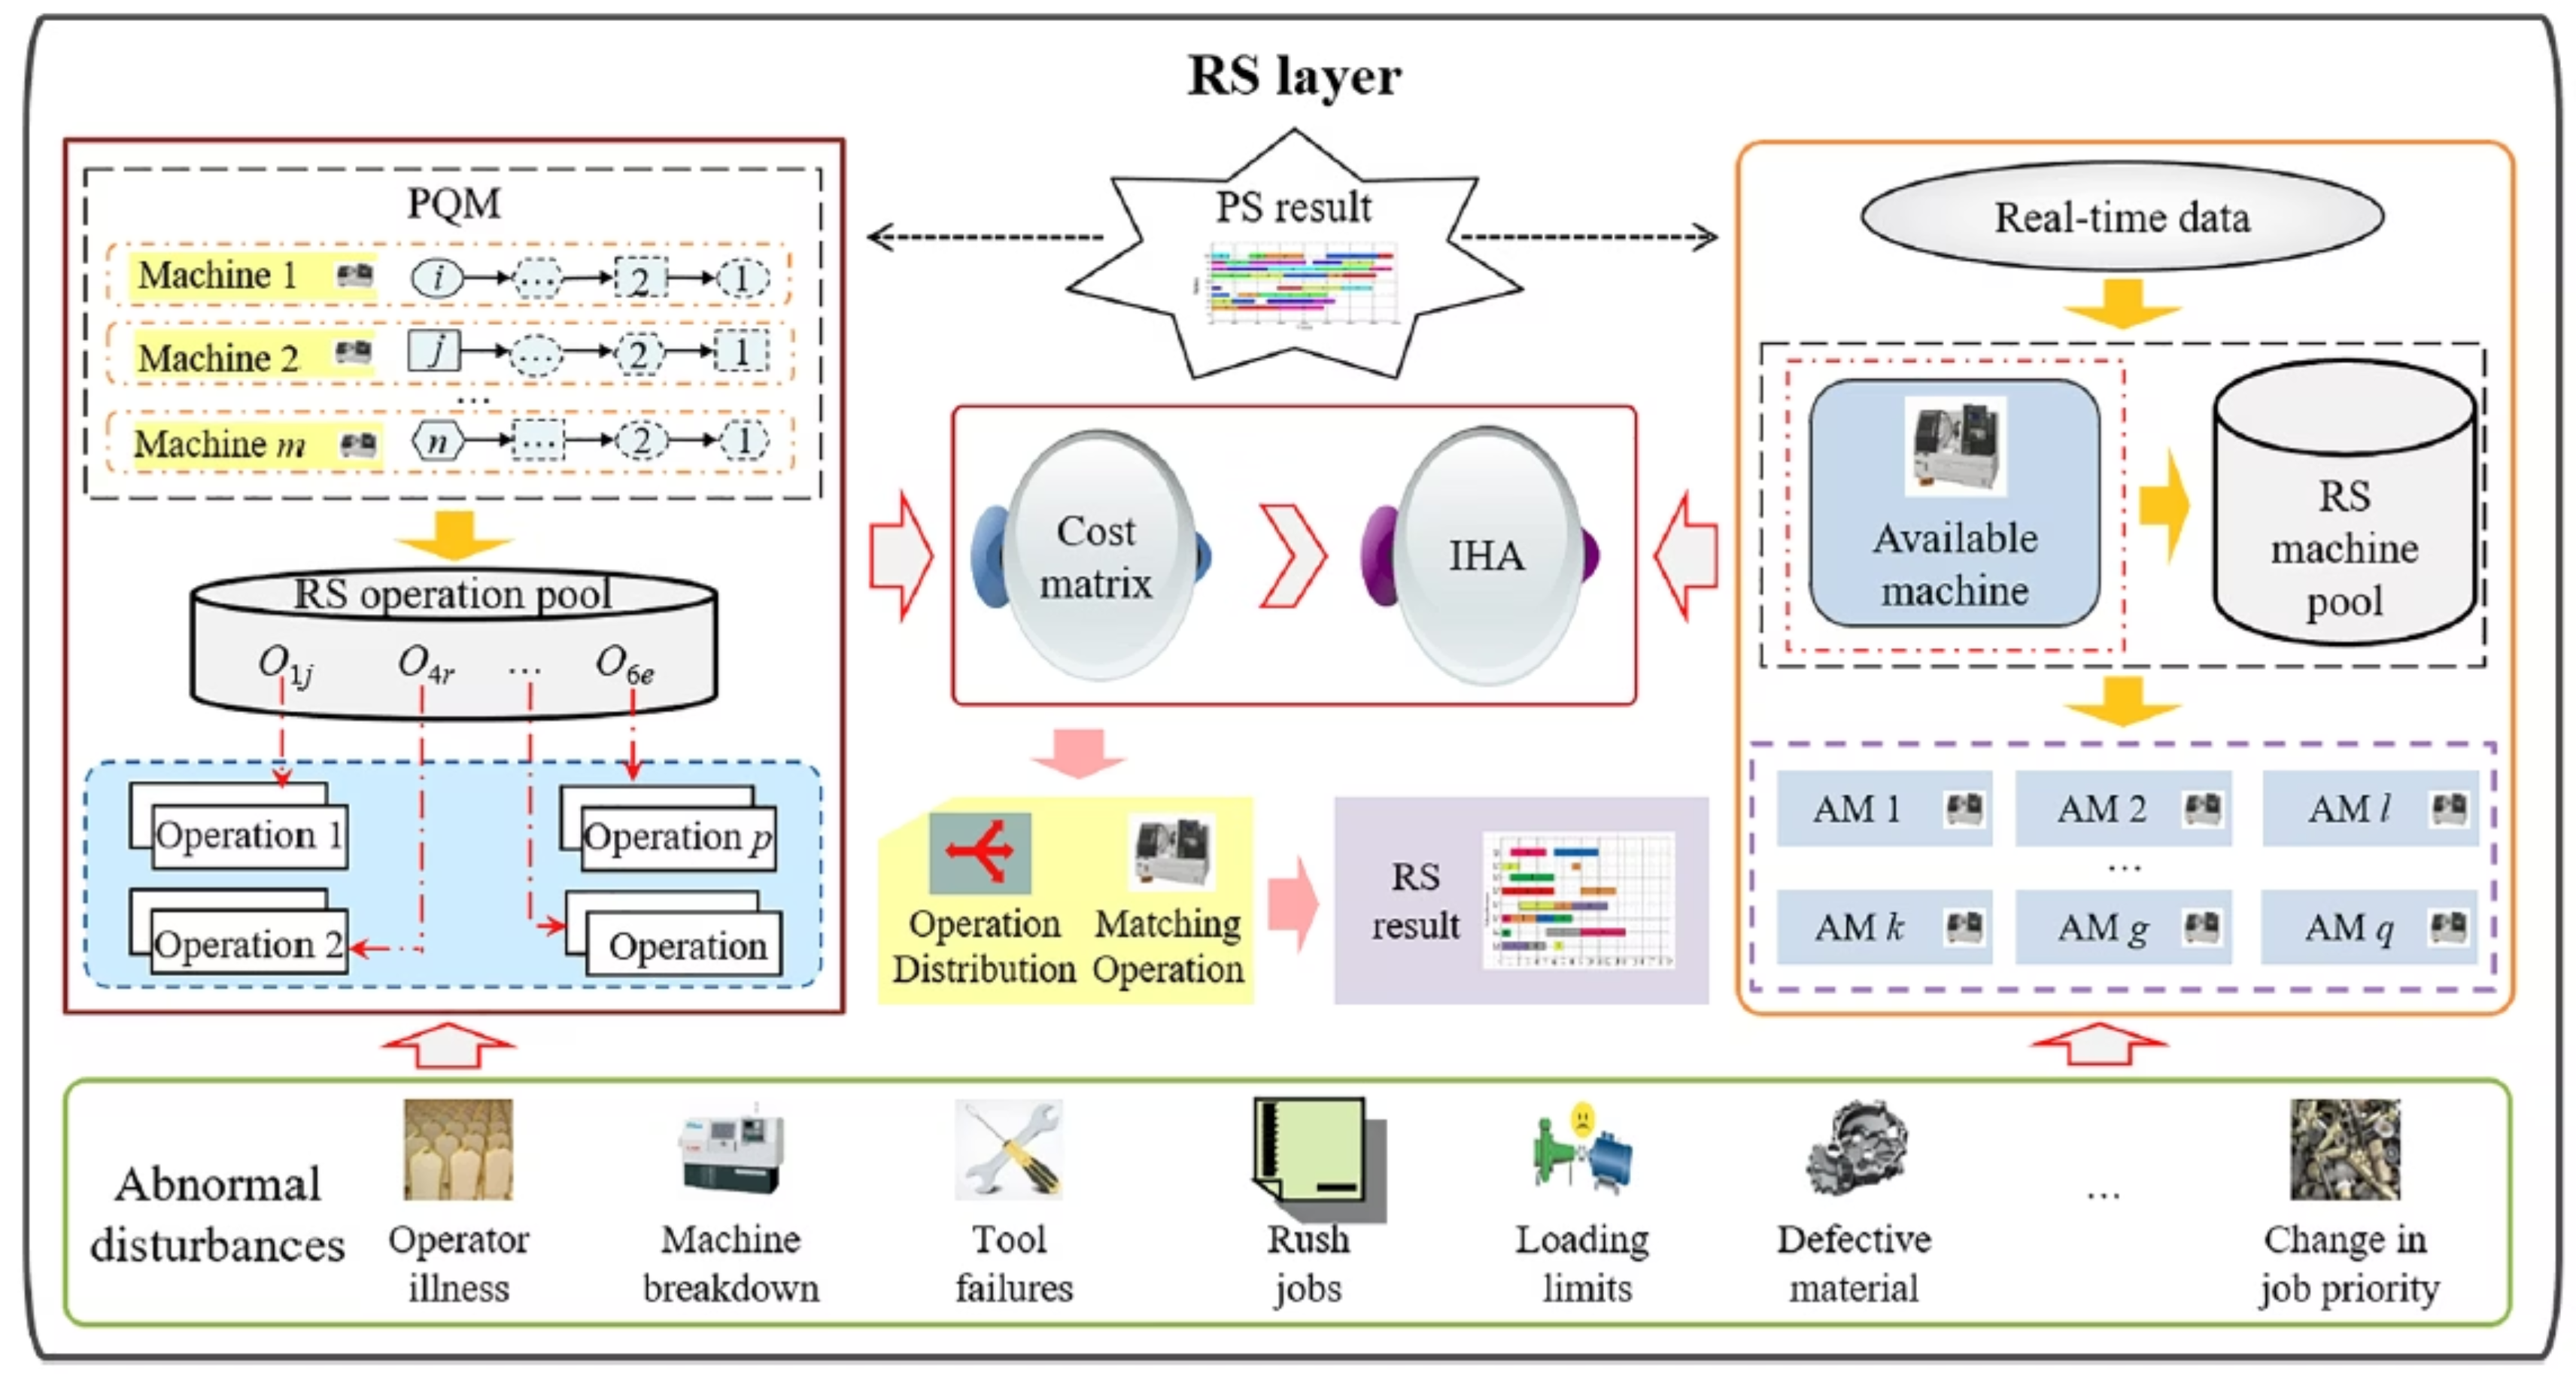 RS layer
PQM
Machine 1
i
...
2
1
Machine 2
j
...
2
1
...
Machine m
n
...
2
1
RS operation pool
O1j
O4r
...
O6e
Operation 1
Operation p
Operation 2
Operation
PS result
Cost
matrix
IHA
Operation
Distribution
Matching
Operation
RS
result
Real-time data
Available
machine
RS
machine
pool
AM 1
AM 2
AM l
...
AM k
AM g
AM q
Abnormal
disturbances
Operator
illness
Machine
breakdown
Tool
failures
Rush
jobs
Loading
limits
Defective
material
...
Change in
job priority